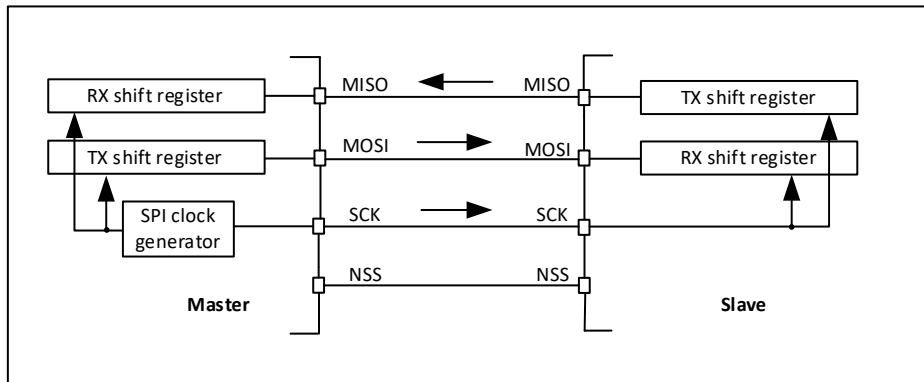 MISO MISO
RX shift register TX shift register
MOSI MOSI
TX shift register RX shift register
SCK SCK
SPI clock
generator
NSS NSS
Master Slave